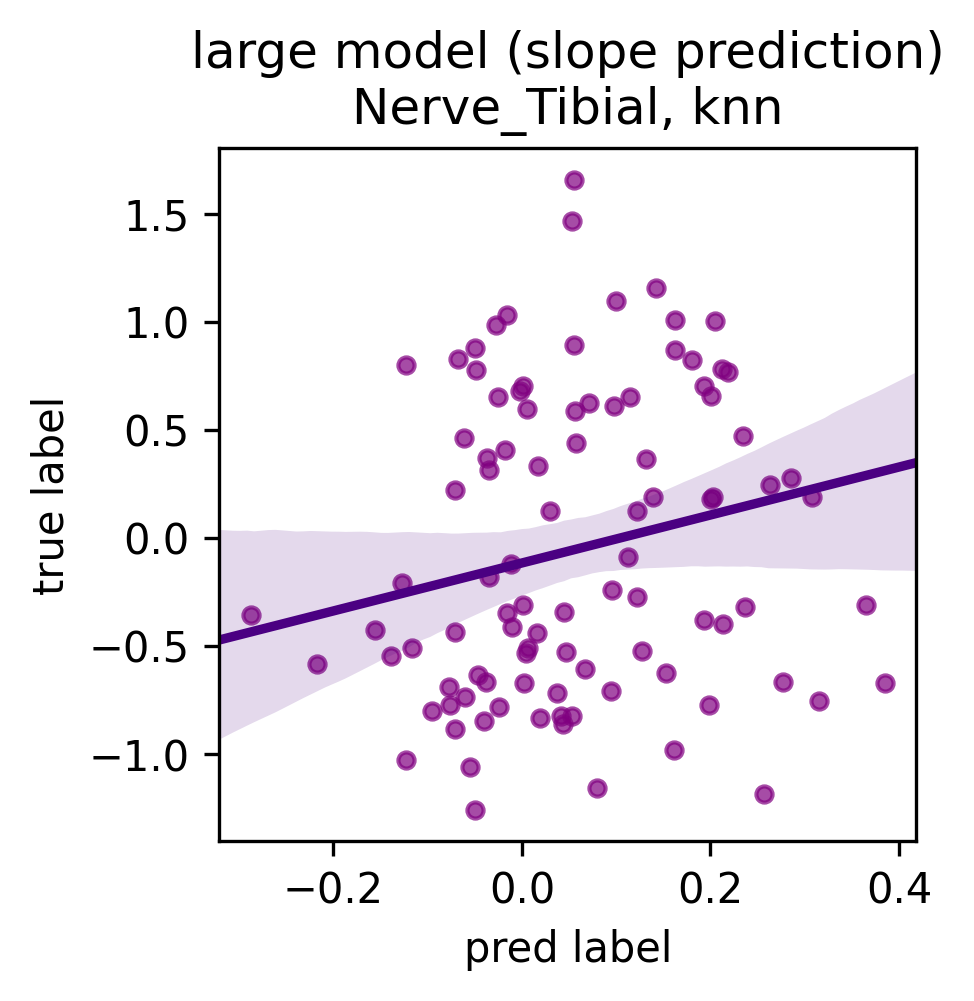 large model (slope prediction)
Nerve_Tibial, knn
1.5
1.0
0.5
0.0
−0.5
−1.0
true label
−0.2
0.0
0.2
0.4
pred label